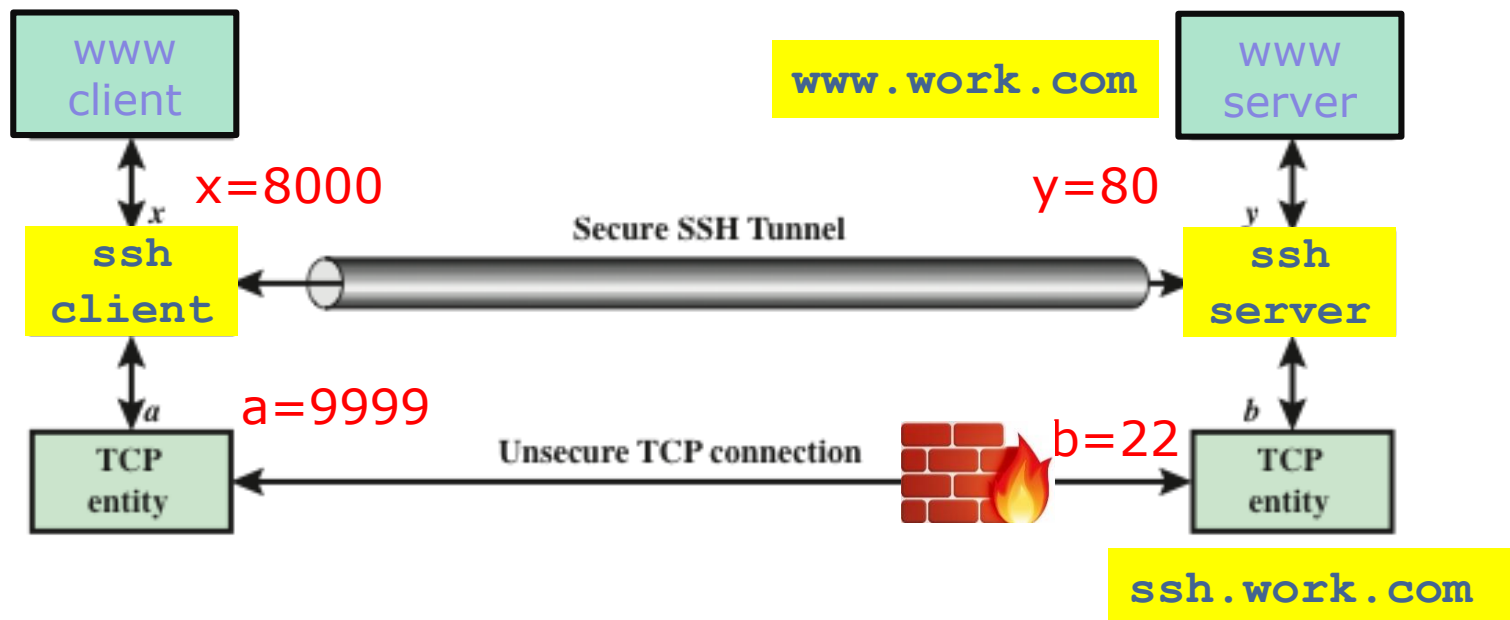 www
client
www.work.com
www
server
x=8000
y=80
x
y
Secure SSH Tunnel
ssh
client
ssh
server
a
a=9999
b
b=22
Unsecure TCP connection
TCP
entity
TCP
entity
ssh.work.com